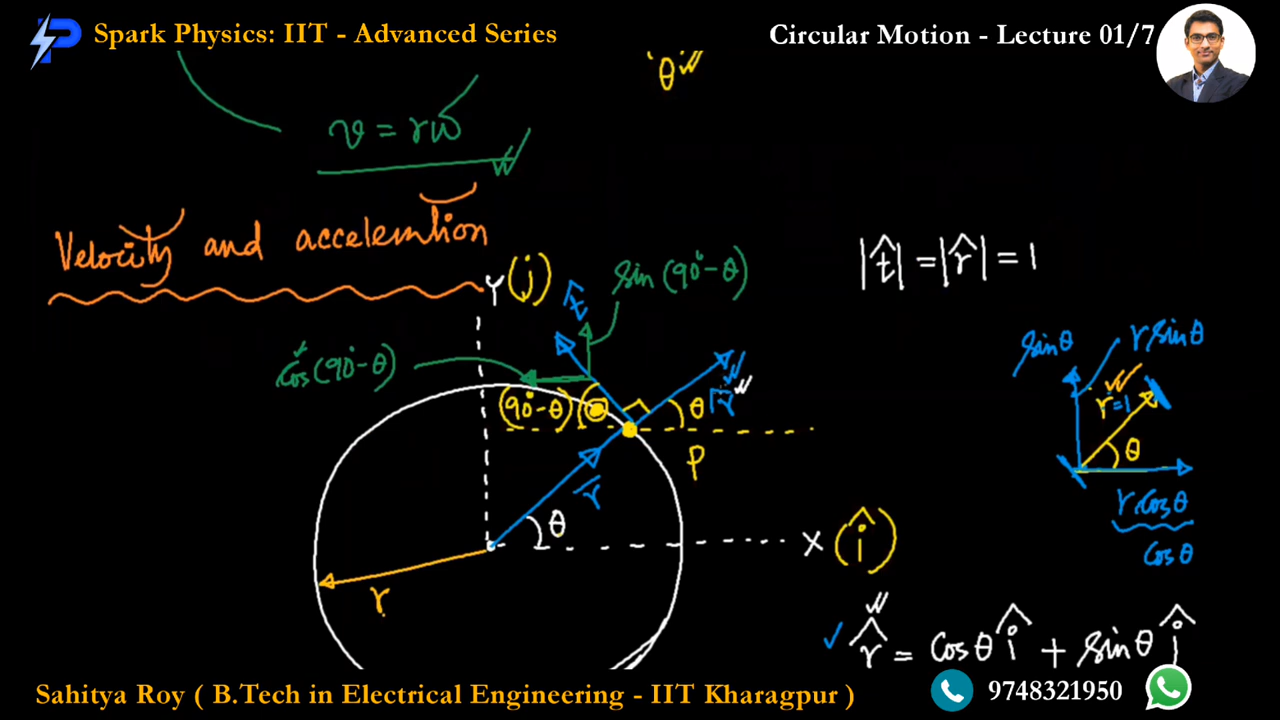 Spark Physics: IIT - Advanced Series
Circular Motion - Lecture 01/7
'θ'
v = rω
Velocity and acceleration
|t̂| = |r̂| = 1
Y (j)
t̂
sin (90° - θ)
cos (90° - θ)
(90° - θ)
θ
r̂
P
r̄
θ
X (î)
r
sinθ
r sinθ
r=1
θ
r cosθ
cosθ
r̂ = cosθ î + sinθ ĵ
Sahitya Roy ( B.Tech in Electrical Engineering - IIT Kharagpur )
9748321950